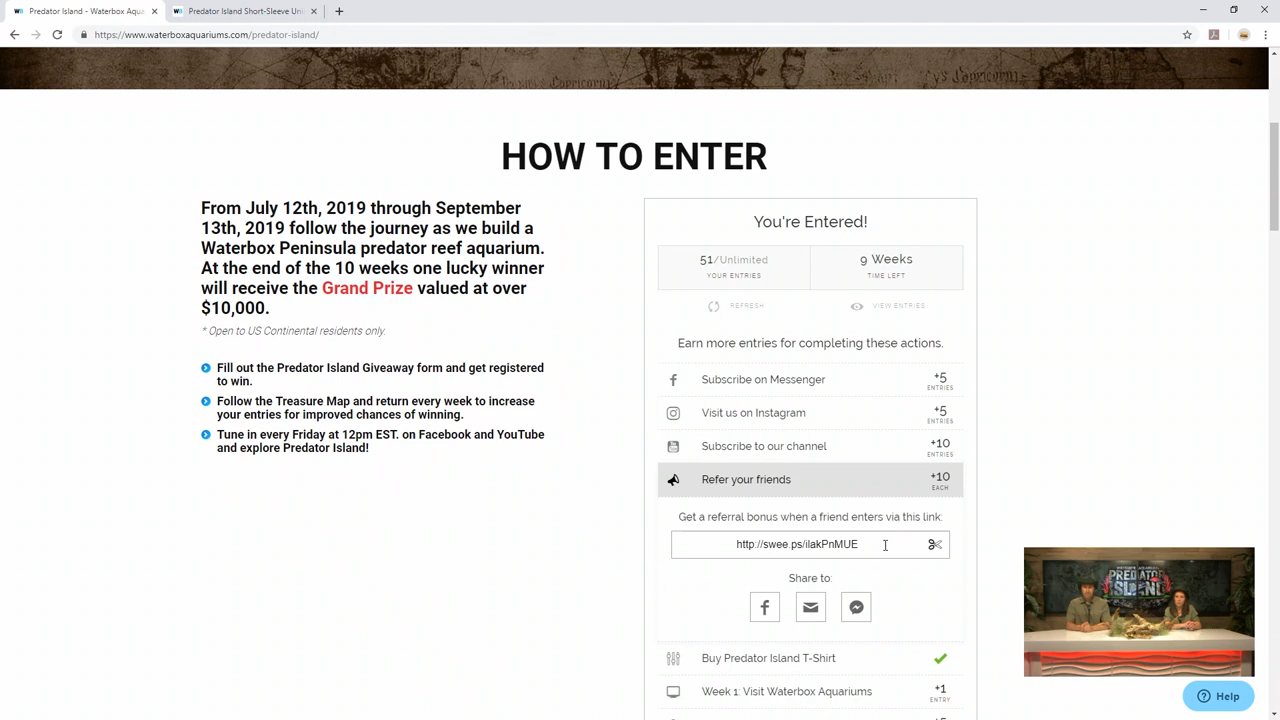 Predator Island - Waterbox Aqua
Predator Island Short-Sleeve Uni
https://www.waterboxaquariums.com/predator-island/
Capricorni
HOW TO ENTER
From July 12th, 2019 through September
13th, 2019 follow the journey as we build a
Waterbox Peninsula predator reef aquarium.
At the end of the 10 weeks one lucky winner
will receive the Grand Prize valued at over
$10,000.
* Open to US Continental residents only.
Fill out the Predator Island Giveaway form and get registered
to win.
Follow the Treasure Map and return every week to increase
your entries for improved chances of winning.
Tune in every Friday at 12pm EST. on Facebook and YouTube
and explore Predator Island!
You're Entered!
51/Unlimited
YOUR ENTRIES
9 Weeks
TIME LEFT
REFRESH
VIEW ENTRIES
Earn more entries for completing these actions.
Subscribe on Messenger
+5
ENTRIES
Visit us on Instagram
+5
ENTRIES
Subscribe to our channel
+10
ENTRIES
Refer your friends
+10
EACH
Get a referral bonus when a friend enters via this link:
http://swee.ps/ilakPnMUE
Share to:
Buy Predator Island T-Shirt
Week 1: Visit Waterbox Aquariums
+1
ENTRY
PREDATOR
ISLAND
Help